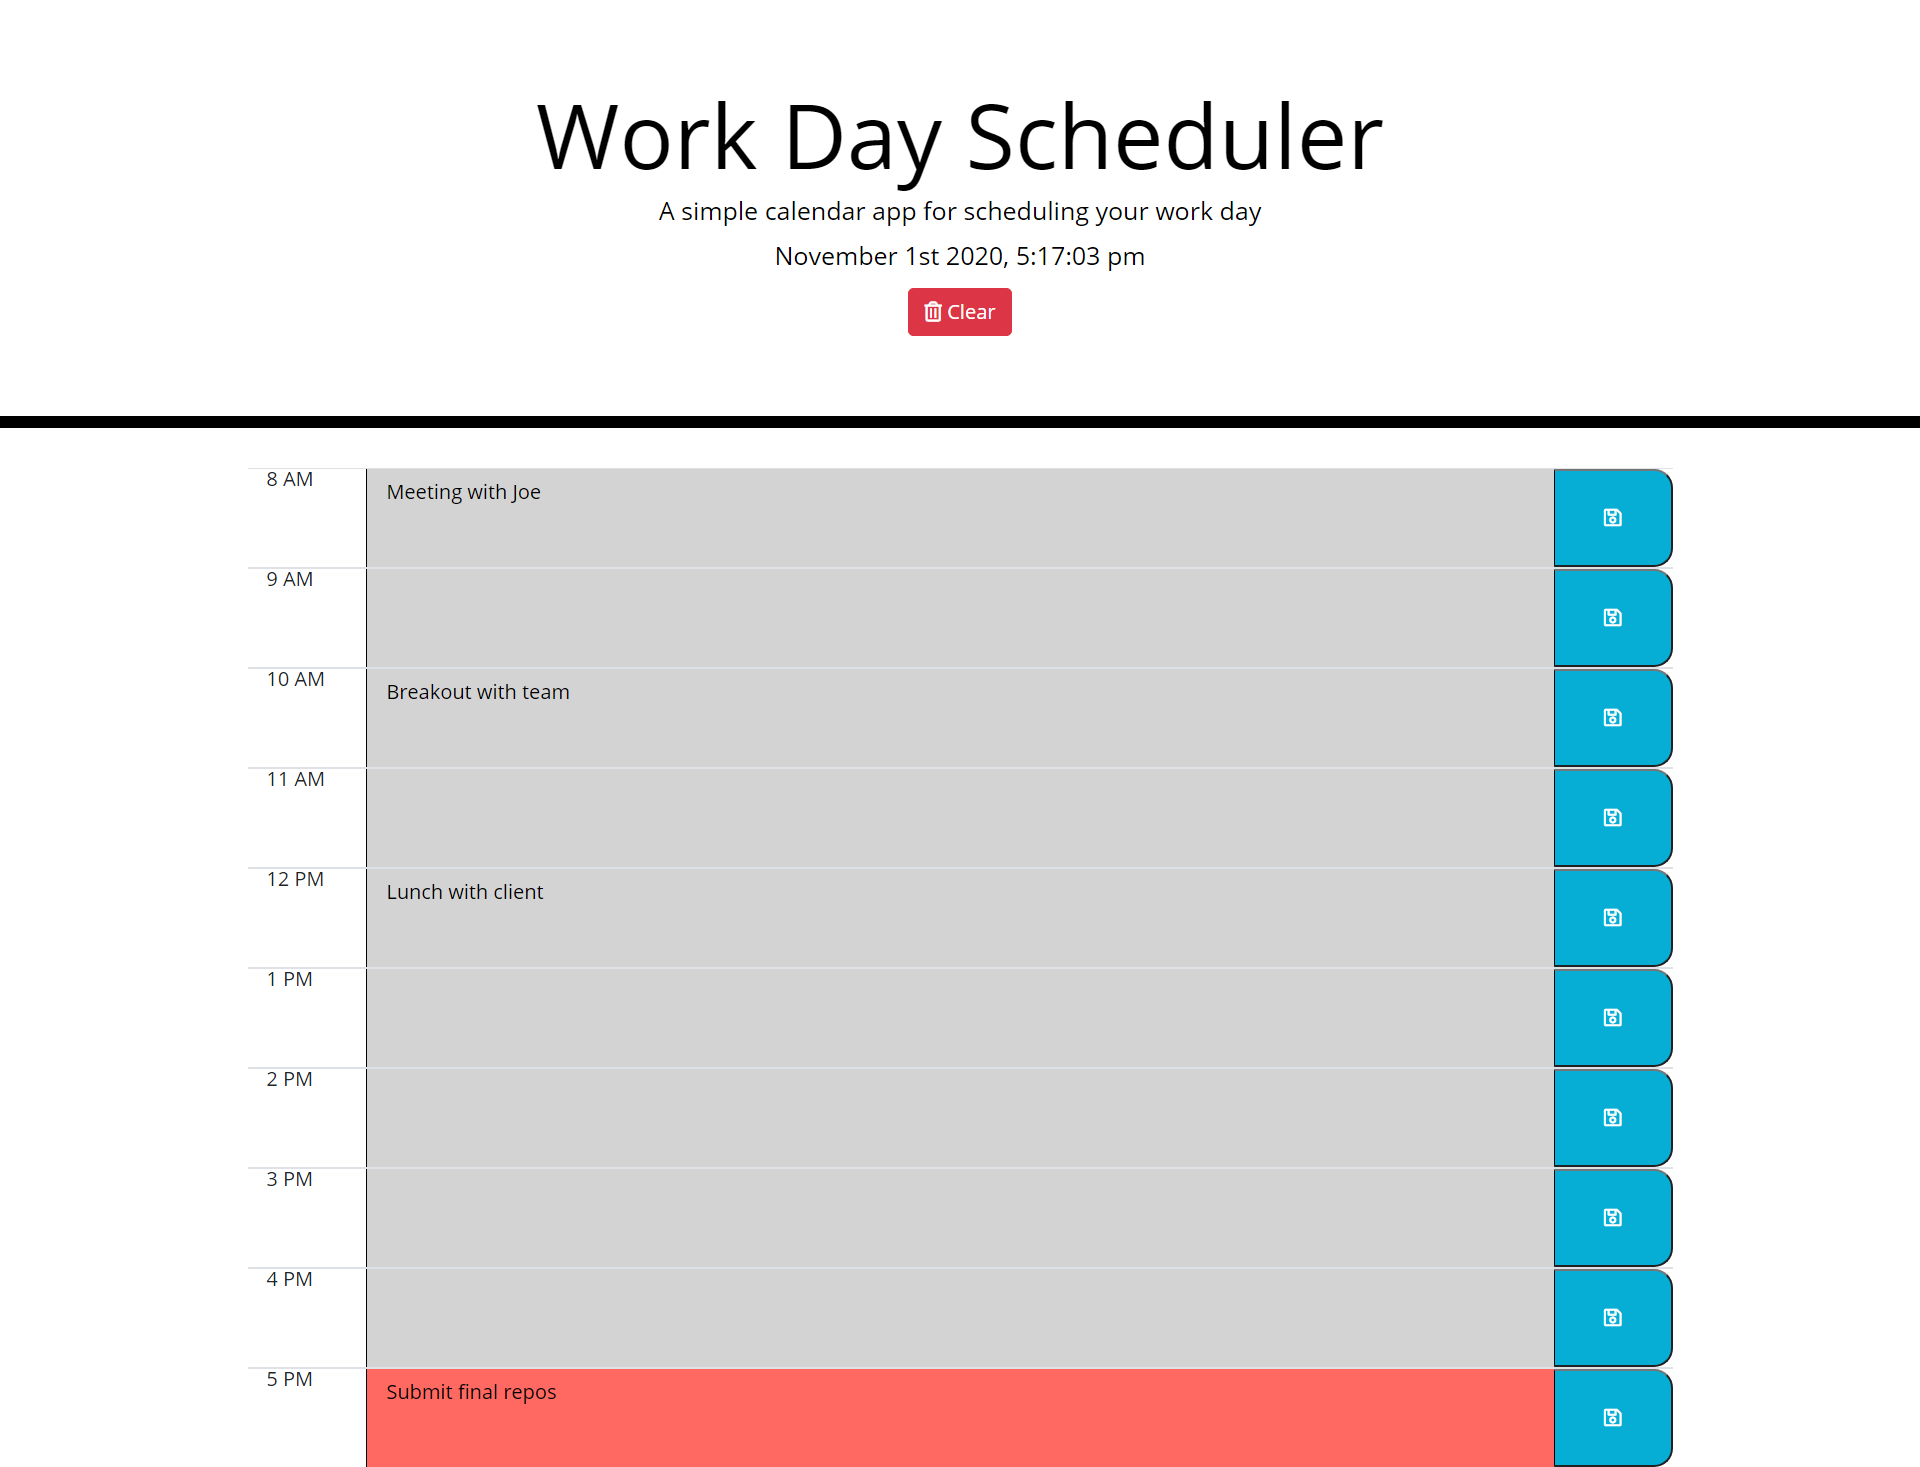 Work Day Scheduler
A simple calendar app for scheduling your work day
November 1st 2020, 5:17:03 pm
Clear
8 AM
Meeting with Joe
9 AM
10 AM
Breakout with team
11 AM
12 PM
Lunch with client
1 PM
2 PM
3 PM
4 PM
5 PM
Submit final repos